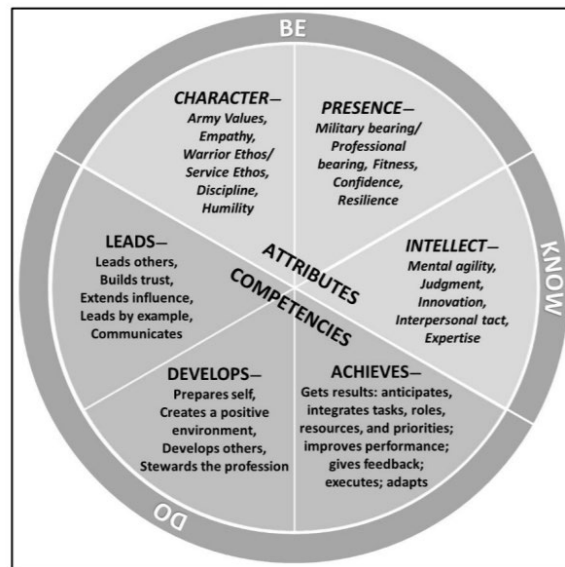 BE
CHARACTER—
Army Values,
Empathy,
Warrior Ethos/
Service Ethos,
Discipline,
Humility
PRESENCE—
Military bearing/
Professional
bearing, Fitness,
Confidence,
Resilience
KNOW
INTELLECT—
Mental agility,
Judgment,
Innovation,
Interpersonal tact,
Expertise
ATTRIBUTES
COMPETENCIES
LEADS—
Leads others,
Builds trust,
Extends influence,
Leads by example,
Communicates
DEVELOPS—
Prepares self,
Creates a positive
environment,
Develops others,
Stewards the profession
ACHIEVES—
Gets results: anticipates,
integrates tasks, roles,
resources, and priorities;
improves performance;
gives feedback;
executes; adapts
DO